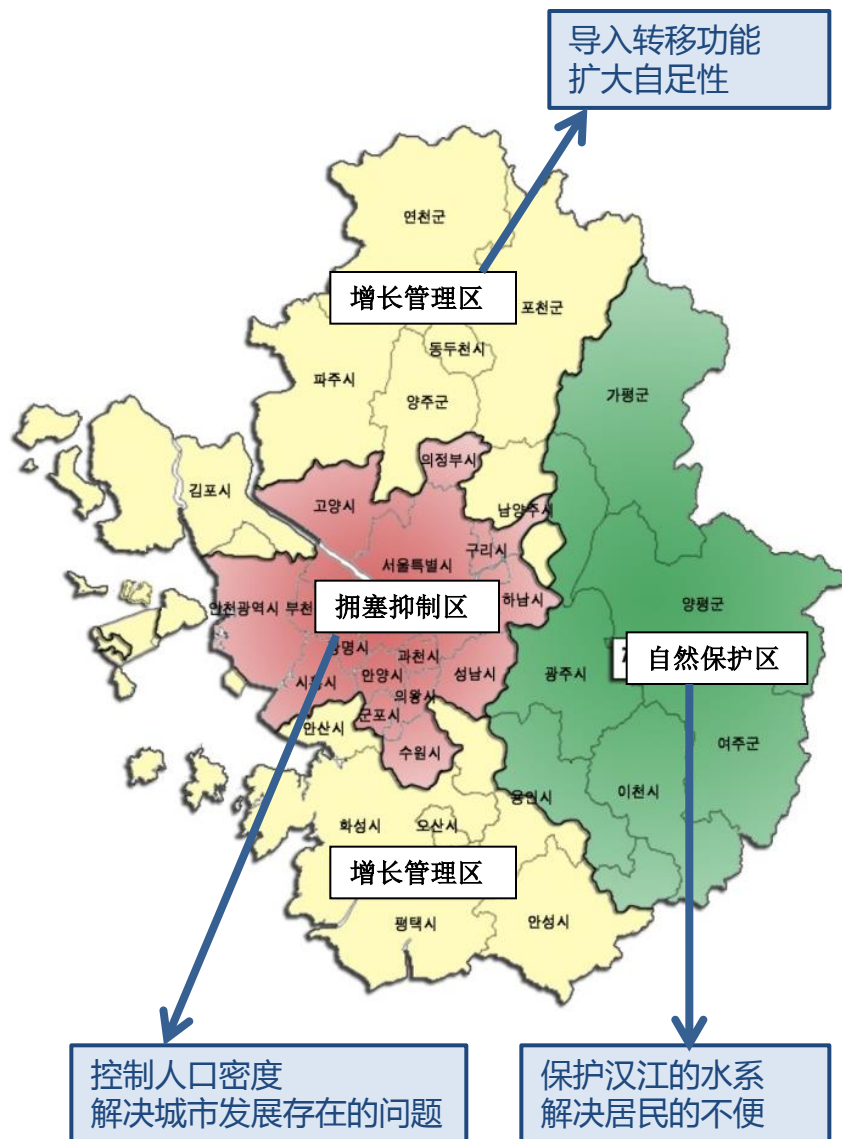 导入转移功能
扩大自足性
연천군
增长管理区
포천군
동두천시
파주시
양주군
가평군
의정부시
김포시
고양시
남양주시
구리시
서울특별시
하남시
안천광역시
부천
拥塞抑制区
양평군
광명시
과천시
自然保护区
시흥시
안양시
성남시
광주시
의왕시
군포시
안산시
수원시
여주군
용인시
이천시
화성시
오산시
增长管理区
평택시
안성시
控制人口密度
解决城市发展存在的问题
保护汉江的水系
解决居民的不便